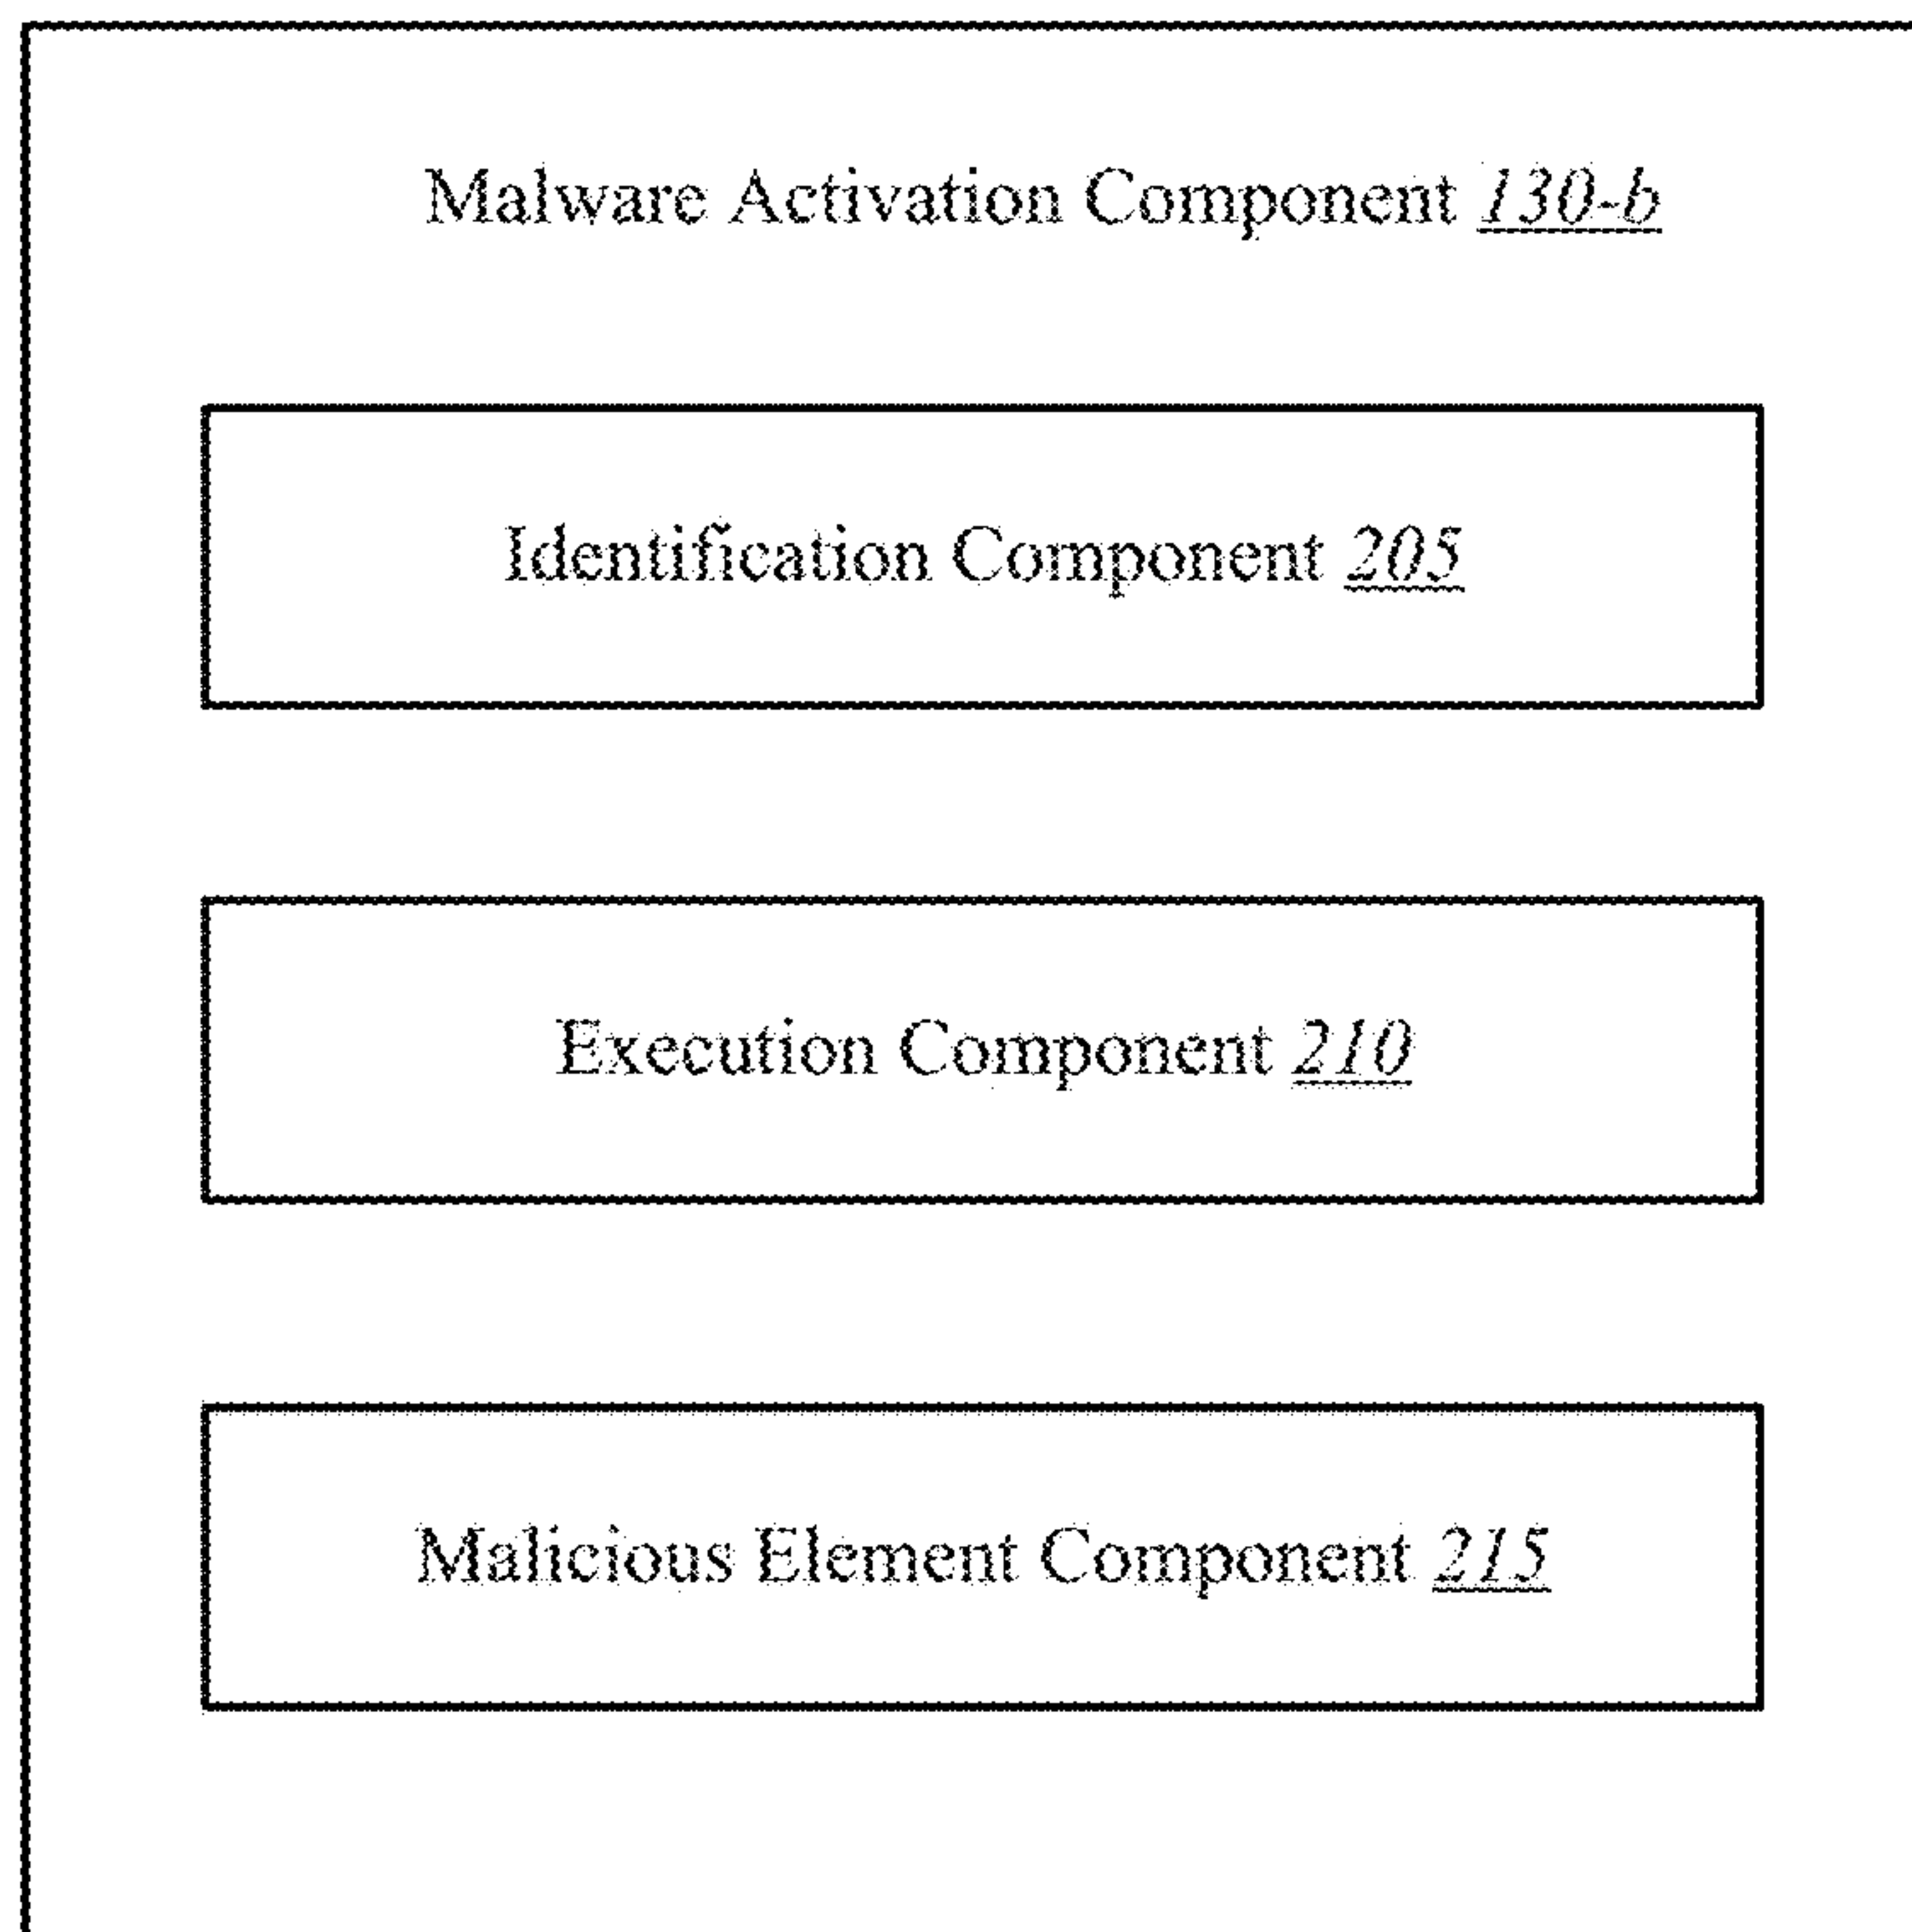 Malware Activation Component 130-b
Identification Component 205
Execution Component 210
Malicious Element Component 215